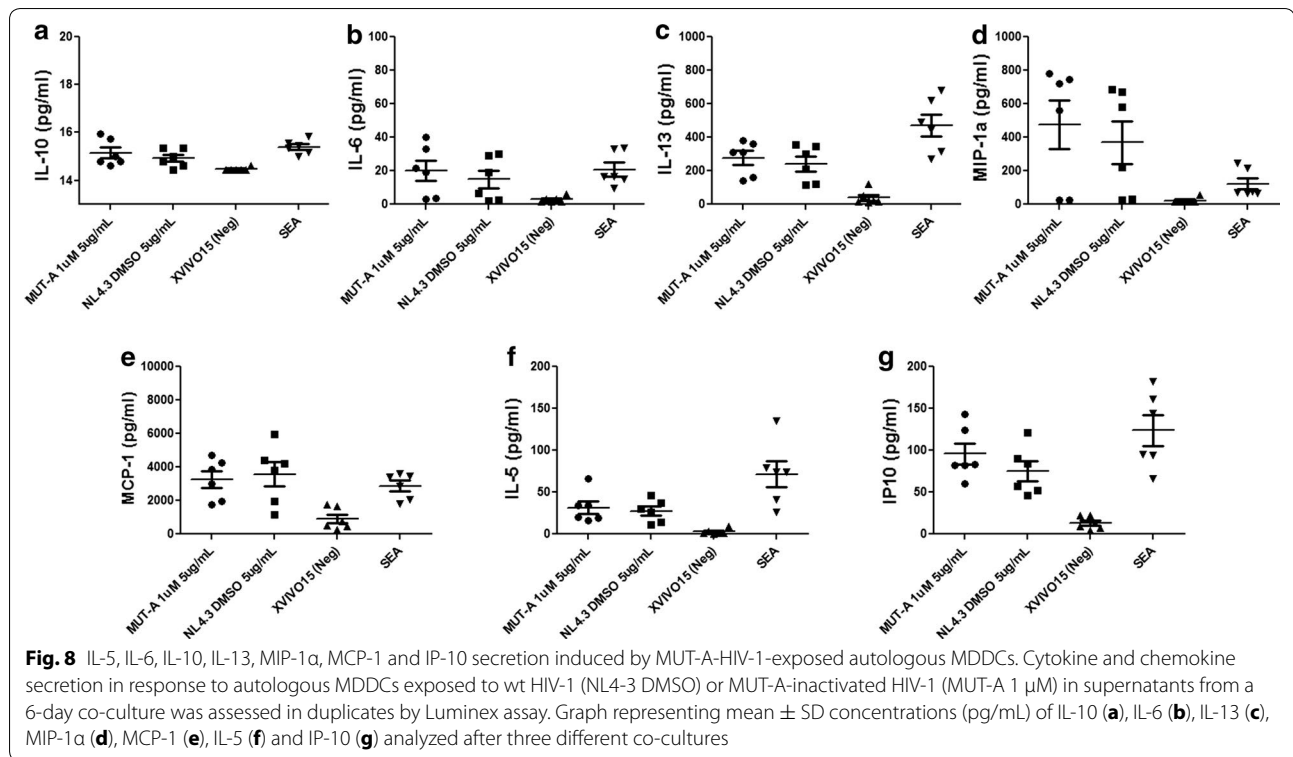 a
20
18
16
14
IL-10 (pg/ml)
MUT-A 1uM 5ug/mL
NL4.3 DMSO 5ug/mL
XVIVO15 (Neg)
SEA
b
100
80
60
40
20
0
IL-6 (pg/ml)
MUT-A 1uM 5ug/mL
NL4.3 DMSO 5ug/mL
XVIVO15 (Neg)
SEA
c
1000
800
600
400
200
0
IL-13 (pg/ml)
MUT-A 1uM 5ug/mL
NL4.3 DMSO 5ug/mL
XVIVO15 (Neg)
SEA
d
1000
800
600
400
200
0
MIP-1a (pg/ml)
MUT-A 1uM 5ug/mL
NL4.3 DMSO 5ug/mL
XVIVO15 (Neg)
SEA
e
10000
8000
6000
4000
2000
0
MCP-1 (pg/ml)
MUT-A 1uM 5ug/mL
NL4.3 DMSO 5ug/mL
XVIVO15 (Neg)
SEA
f
200
150
100
50
0
IL-5 (pg/ml)
MUT-A 1uM 5ug/mL
NL4.3 DMSO 5ug/mL
XVIVO15 (Neg)
SEA
g
200
150
100
50
0
IP10 (pg/ml)
MUT-A 1uM 5ug/mL
NL4.3 DMSO 5ug/mL
XVIVO15 (Neg)
SEA
Fig. 8 IL-5, IL-6, IL-10, IL-13, MIP-1α, MCP-1 and IP-10 secretion induced by MUT-A-HIV-1-exposed autologous MDDCs. Cytokine and chemokine
secretion in response to autologous MDDCs exposed to wt HIV-1 (NL4-3 DMSO) or MUT-A-inactivated HIV-1 (MUT-A 1 μM) in supernatants from a
6-day co-culture was assessed in duplicates by Luminex assay. Graph representing mean ± SD concentrations (pg/mL) of IL-10 (a), IL-6 (b), IL-13 (c),
MIP-1α (d), MCP-1 (e), IL-5 (f) and IP-10 (g) analyzed after three different co-cultures